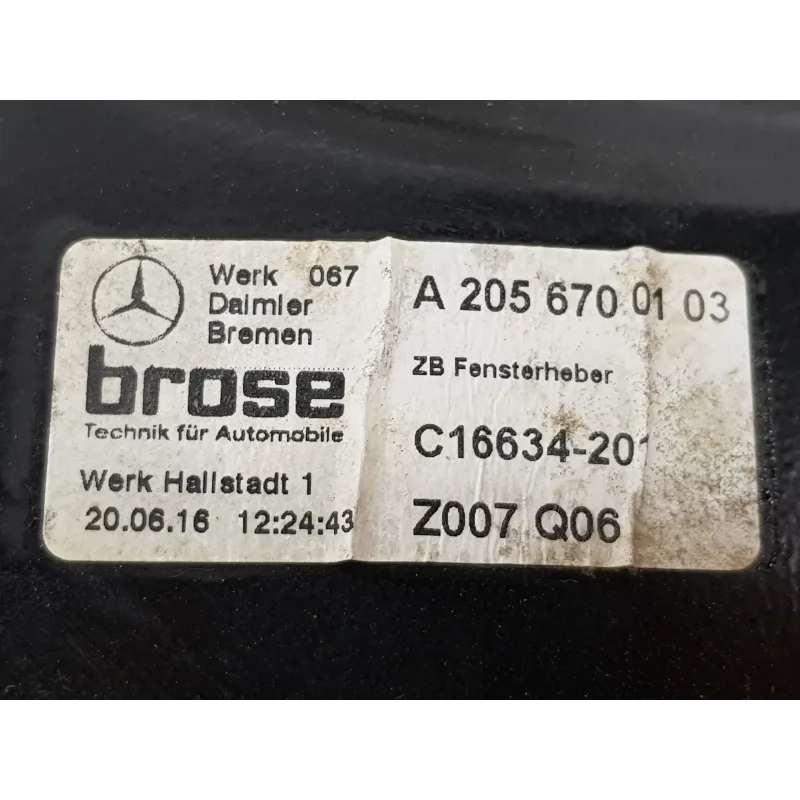 Werk 067
Daimler
Bremen
brose
Technik für Automobile
Werk Hallstadt 1
20.06.16 12:24:43
A 205 670 01 03
ZB Fensterheber
C16634-201
Z007 Q06